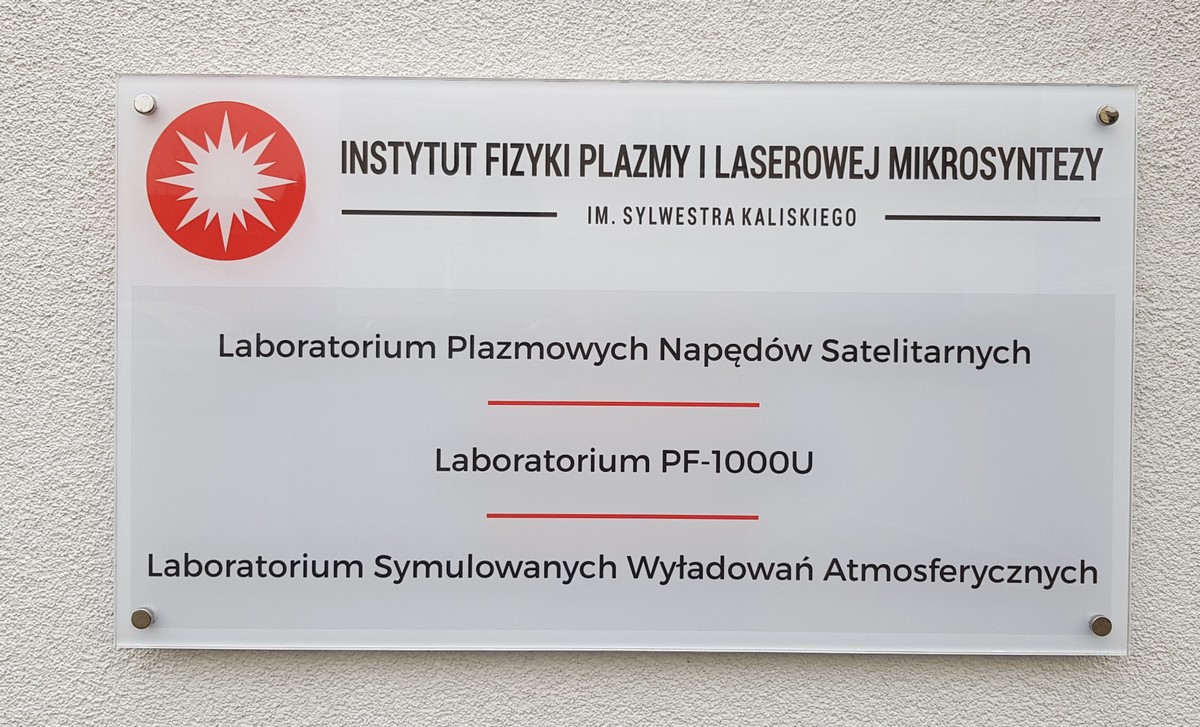 INSTYTUT FIZYKI PLAZMY I LASEROWEJ MIKROSYNTEZY
IM. SYLWESTRA KALISKIEGO
Laboratorium Plazmowych Napędów Satelitarnych
Laboratorium PF-1000U
Laboratorium Symulowanych Wyładowań Atmosferycznych